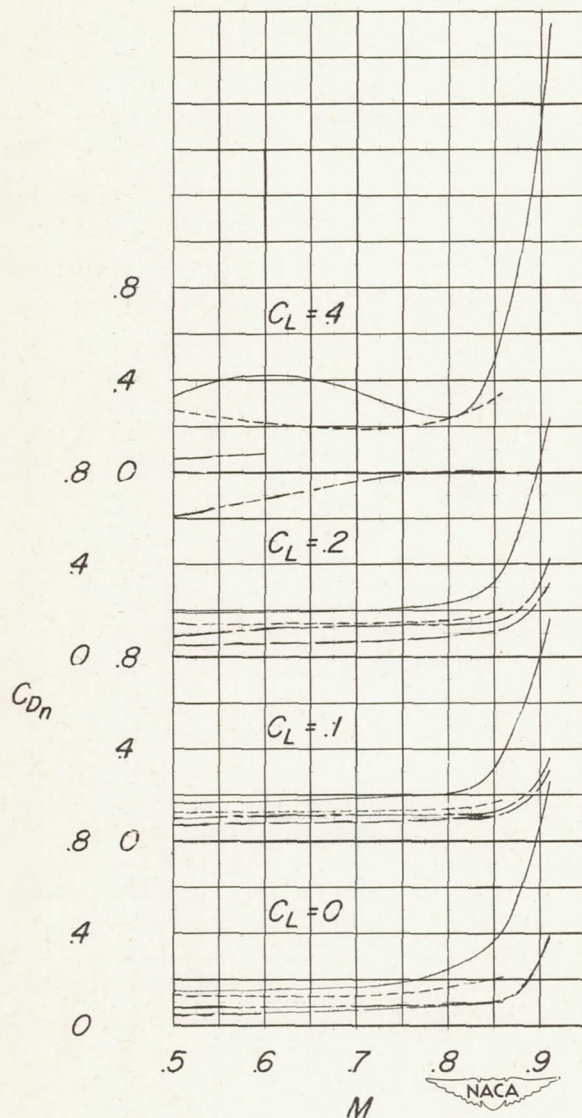 .8
C_L = .4
.4
.8 0
C_L = .2
.4
0 .8
C_Dn
C_L = .1
.4
.8 0
C_L = 0
.4
0
.5 .6 .7 .8 .9
NACA
M